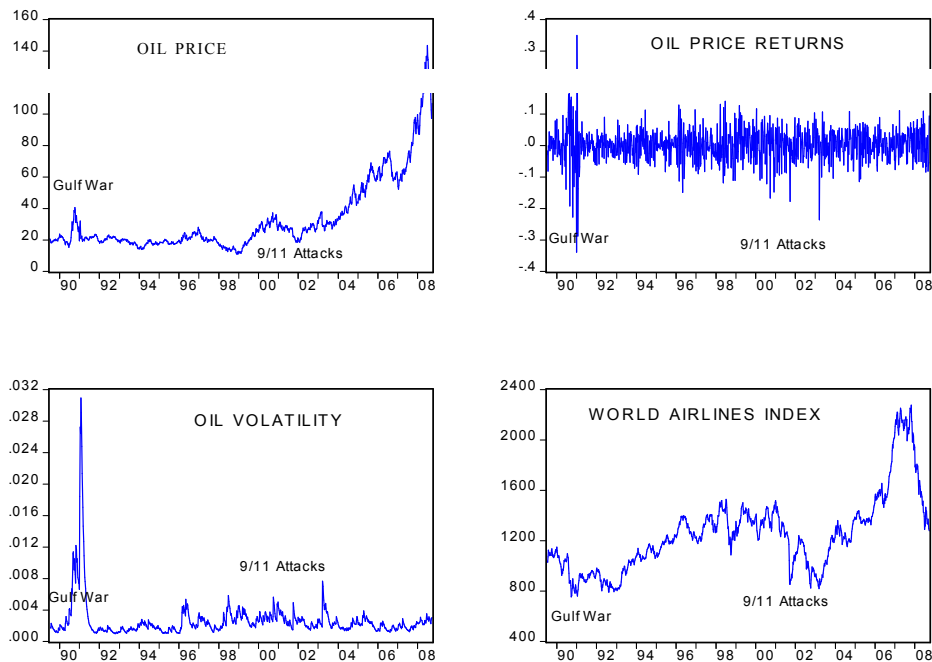 160
OIL PRICE
140
100
80
60
Gulf War
40
20
9/11 Attacks
0
90 92 94 96 98 00 02 04 06 08
.4
OIL PRICE RETURNS
.3
.1
.0
-.1
-.2
Gulf War
9/11 Attacks
-.3
-.4
90 92 94 96 98 00 02 04 06 08
.032
OIL VOLATILITY
.028
.024
.020
.016
.012
9/11 Attacks
.008
Gulf War
.004
.000
90 92 94 96 98 00 02 04 06 08
2400
WORLD AIRLINES INDEX
2000
1600
1200
800
9/11 Attacks
Gulf War
400
90 92 94 96 98 00 02 04 06 08